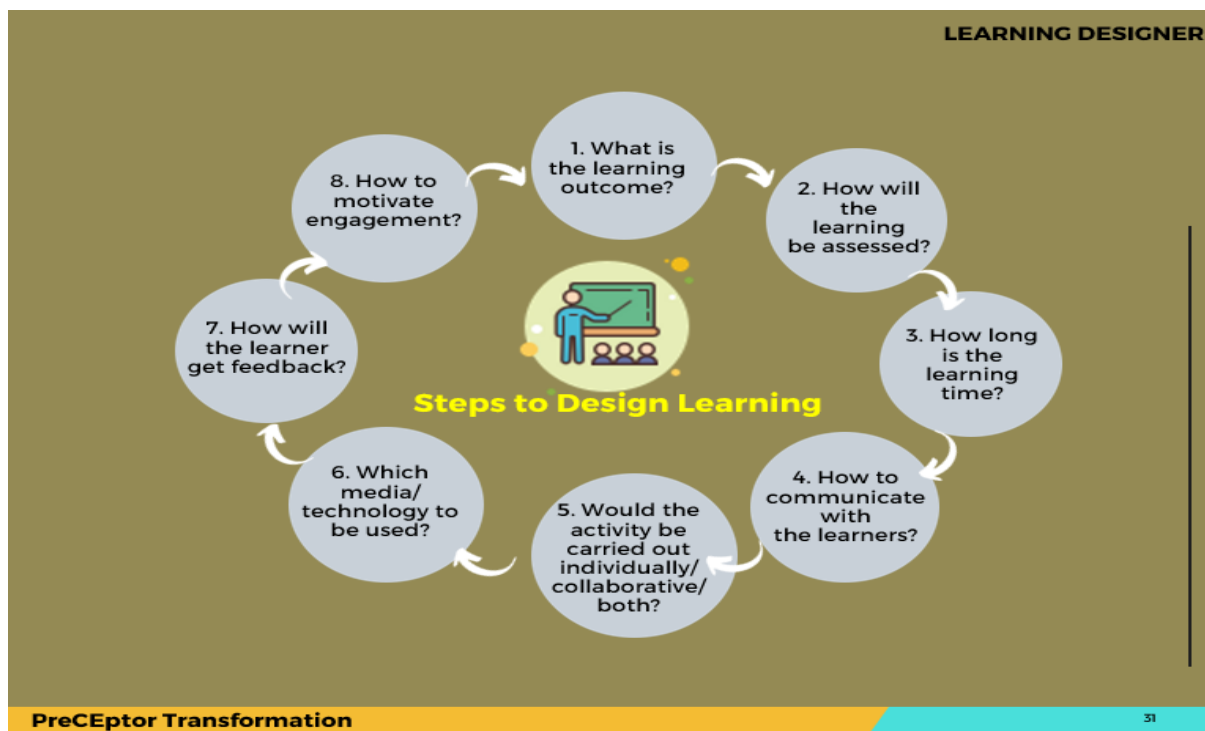 LEARNING DESIGNER
1. What is
the learning
outcome?
2. How will
the
learning
be assessed?
3. How long
is the
learning
time?
4. How to
communicate
with
the learners?
5. Would the
activity be
carried out
individually/
collaborative/
both?
6. Which
media/
technology to
be used?
7. How will
the learner
get feedback?
8. How to
motivate
engagement?
Steps to Design Learning
PreCEptor Transformation
31